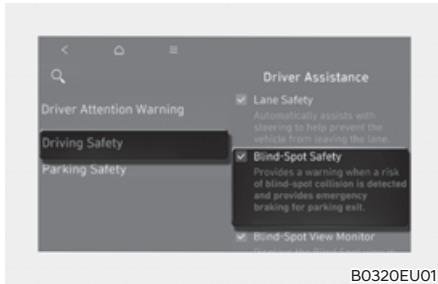 Driver Assistance
Driver Attention Warning
Driving Safety
Parking Safety
Lane Safety
Automatically assists with
steering to help prevent the
vehicle from leaving the lane.
Blind-Spot Safety
Provides a warning when a risk
of blind-spot collision is detected
and provides emergency
braking for parking exit.
Blind-Spot View Monitor
B0320EU01